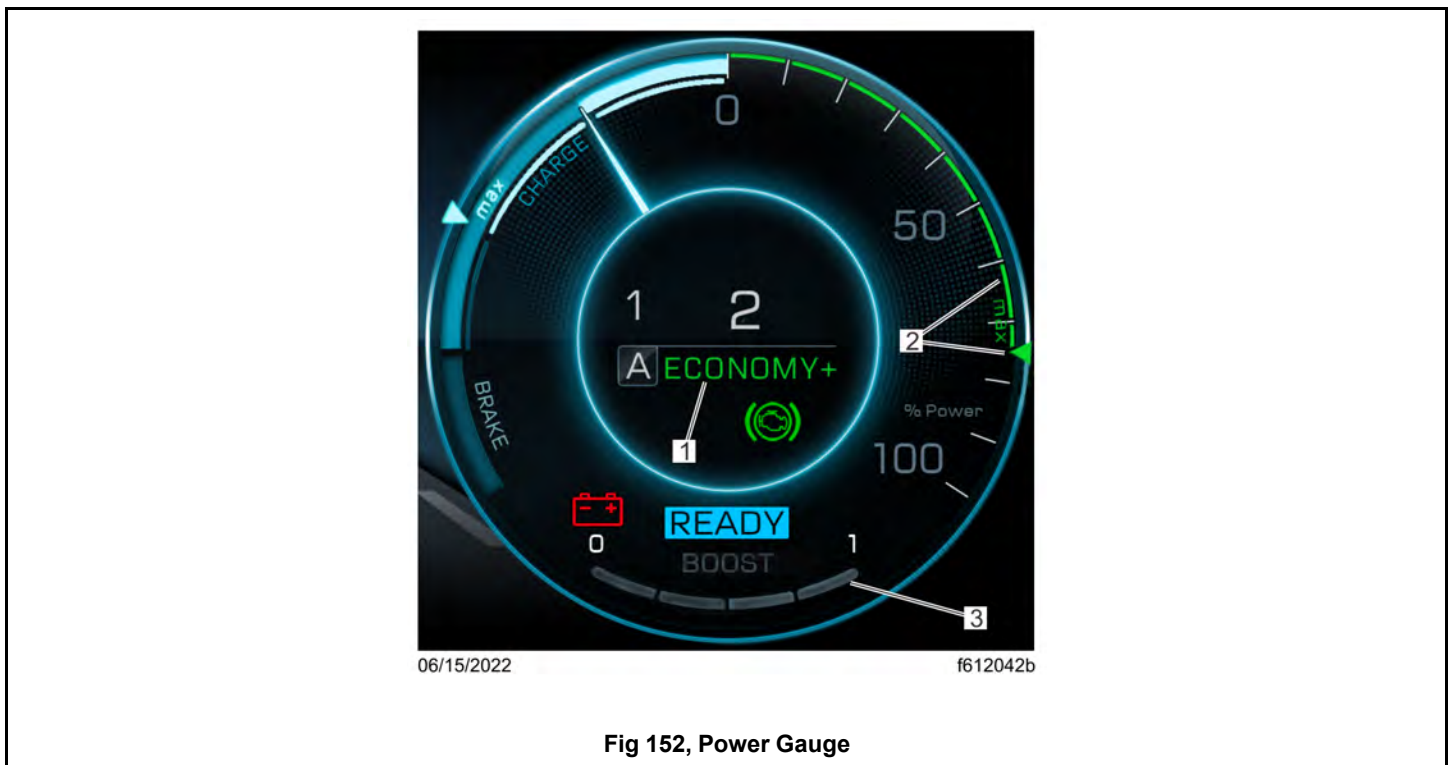 0
CHARGE
max
50
1 2
max
2
A ECONOMY+
BRAKE
% Power
1
100
READY
0 1
BOOST
3
06/15/2022 f612042b
Fig 152, Power Gauge